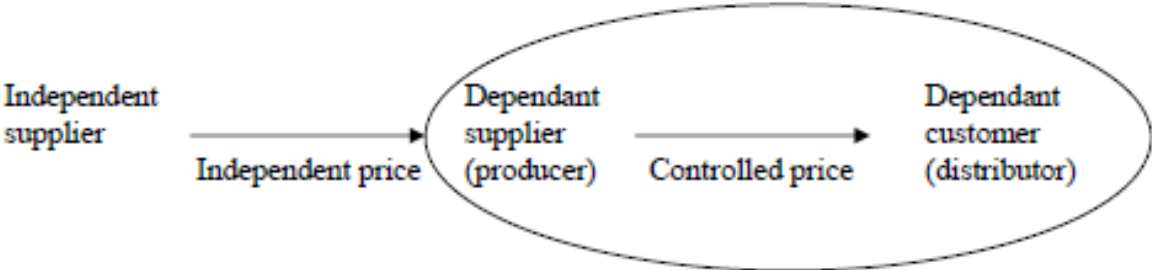 Independent
supplier
Independent price
Dependant
supplier
(producer)
Controlled price
Dependant
customer
(distributor)